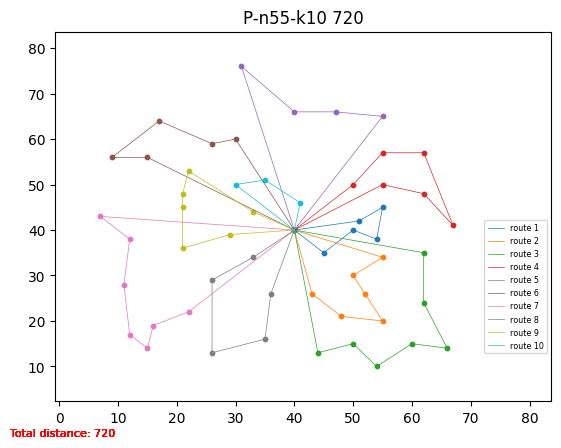 P-n55-k10 720
80
70
60
50
40
30
20
10
0 10 20 30 40 50 60 70 80
route 1
route 2
route 3
route 4
route 5
route 6
route 7
route 8
route 9
route 10
Total distance: 720